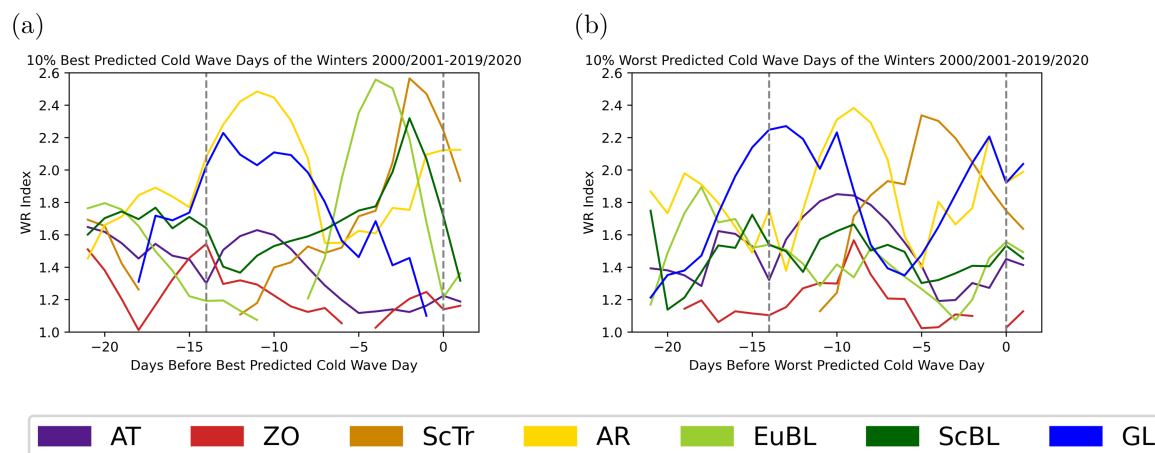 (a)
10% Best Predicted Cold Wave Days of the Winters 2000/2001-2019/2020
2.6
2.4
2.2
2.0
1.8
1.6
1.4
1.2
1.0
WR Index
−20 −15 −10 −5 0
Days Before Best Predicted Cold Wave Day
(b)
10% Worst Predicted Cold Wave Days of the Winters 2000/2001-2019/2020
2.6
2.4
2.2
2.0
1.8
1.6
1.4
1.2
1.0
WR Index
−20 −15 −10 −5 0
Days Before Worst Predicted Cold Wave Day
AT ZO ScTr AR EuBL ScBL GL